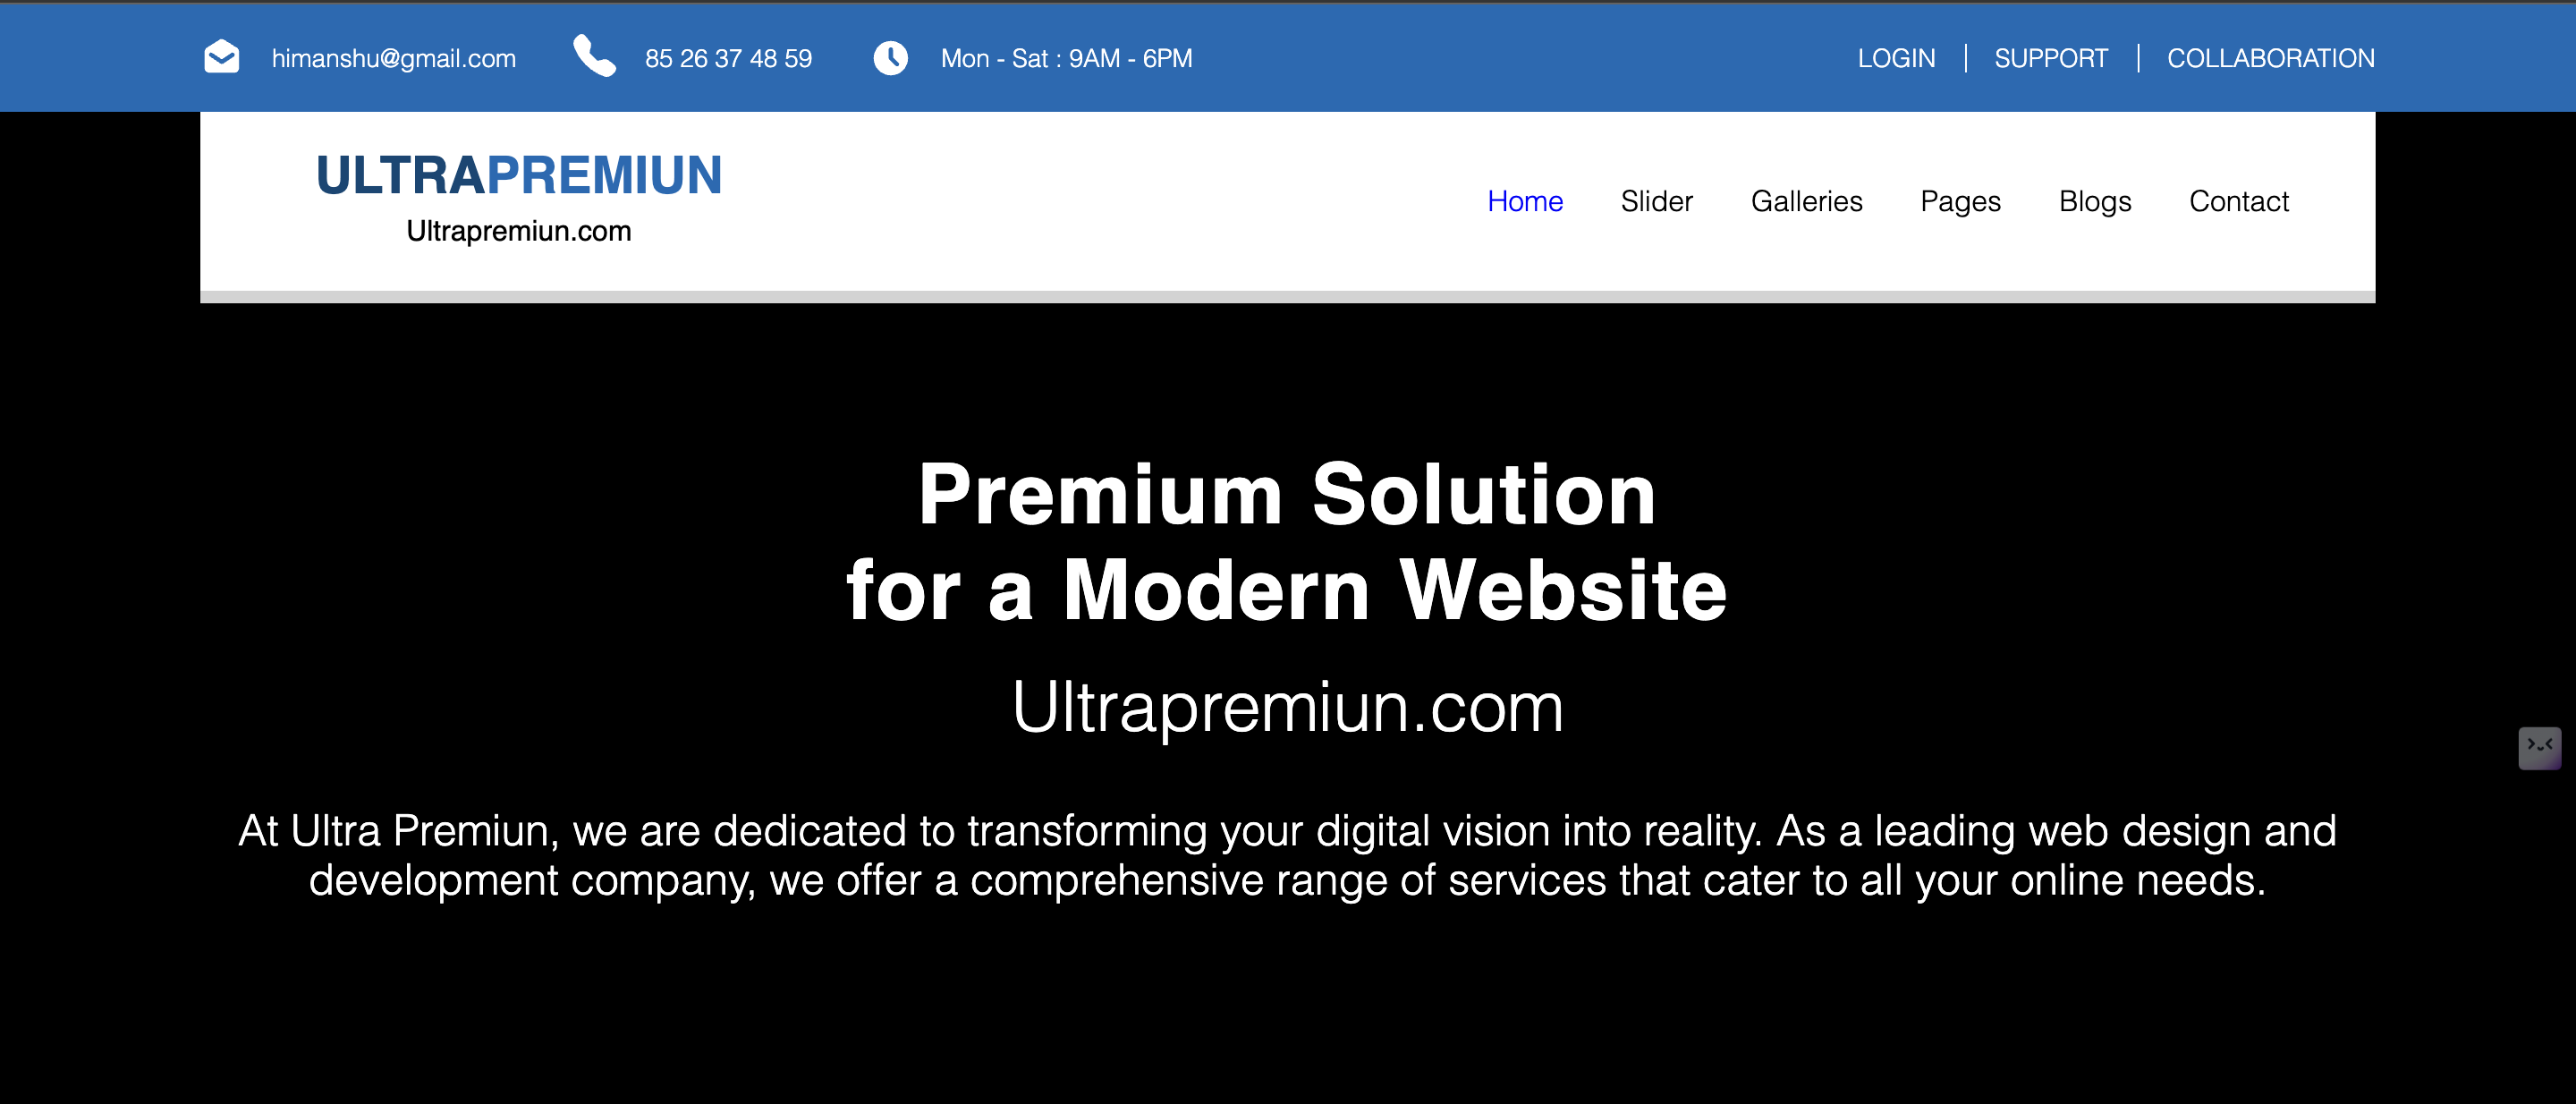 himanshu@gmail.com 85 26 37 48 59 Mon - Sat : 9AM - 6PM LOGIN | SUPPORT | COLLABORATION
ULTRAPREMIUN
Ultrapremiun.com
Home Slider Galleries Pages Blogs Contact
Premium Solution
for a Modern Website
Ultrapremiun.com
At Ultra Premiun, we are dedicated to transforming your digital vision into reality. As a leading web design and
development company, we offer a comprehensive range of services that cater to all your online needs.